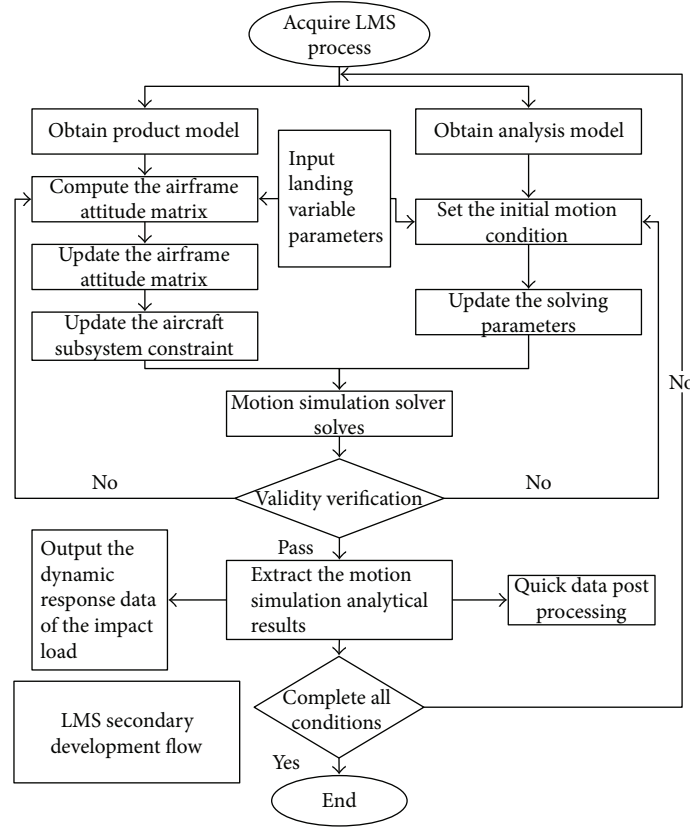 Acquire LMS
process
Obtain product model
Obtain analysis model
Input
landing
variable
parameters
Compute the airframe
attitude matrix
Set the initial motion
condition
Update the airframe
attitude matrix
Update the solving
parameters
Update the aircraft
subsystem constraint
No
Motion simulation solver
solves
No
Validity verification
No
Pass
Output the
dynamic
response data
of the impact
load
Extract the motion
simulation analytical
results
Quick data post
processing
Complete all
conditions
LMS secondary
development flow
Yes
End